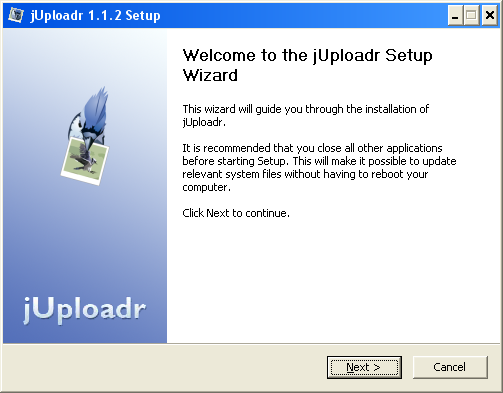 jUploadr 1.1.2 Setup
Welcome to the jUploadr Setup
Wizard
This wizard will guide you through the installation of
jUploadr.
It is recommended that you close all other applications
before starting Setup. This will make it possible to update
relevant system files without having to reboot your
computer.
Click Next to continue.
jUploadr
Next >
Cancel